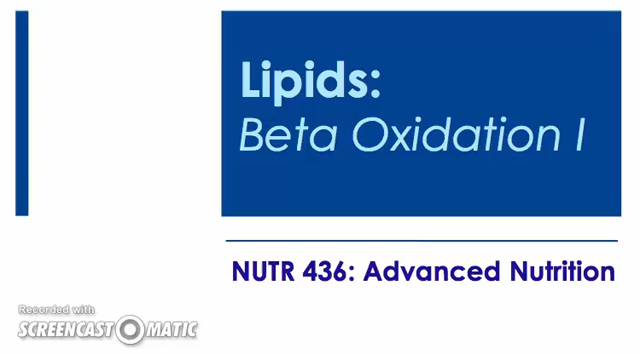 Lipids:
Beta Oxidation I
NUTR 436: Advanced Nutrition
Recorded with
SCREENCAST-O-MATIC